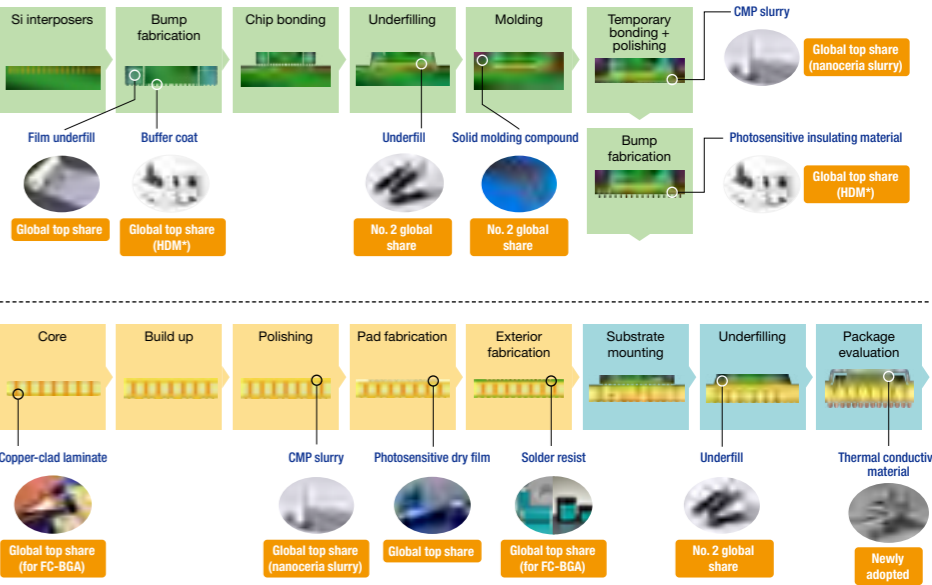 Si interposers
Bump
fabrication
Chip bonding
Underfilling
Molding
Temporary
bonding +
polishing
CMP slurry
Global top share
(nanoceria slurry)
Film underfill
Buffer coat
Underfill
Solid molding compound
Bump
fabrication
Photosensitive insulating material
Global top share
(HDM*)
Global top share
Global top share
(HDM*)
No. 2 global
share
No. 2 global
share
Core
Build up
Polishing
Pad fabrication
Exterior
fabrication
Substrate
mounting
Underfilling
Package
evaluation
Copper-clad laminate
CMP slurry
Photosensitive dry film
Solder resist
Underfill
Thermal conductive
material
Global top share
(for FC-BGA)
Global top share
(nanoceria slurry)
Global top share
Global top share
(for FC-BGA)
No. 2 global
share
Newly
adopted